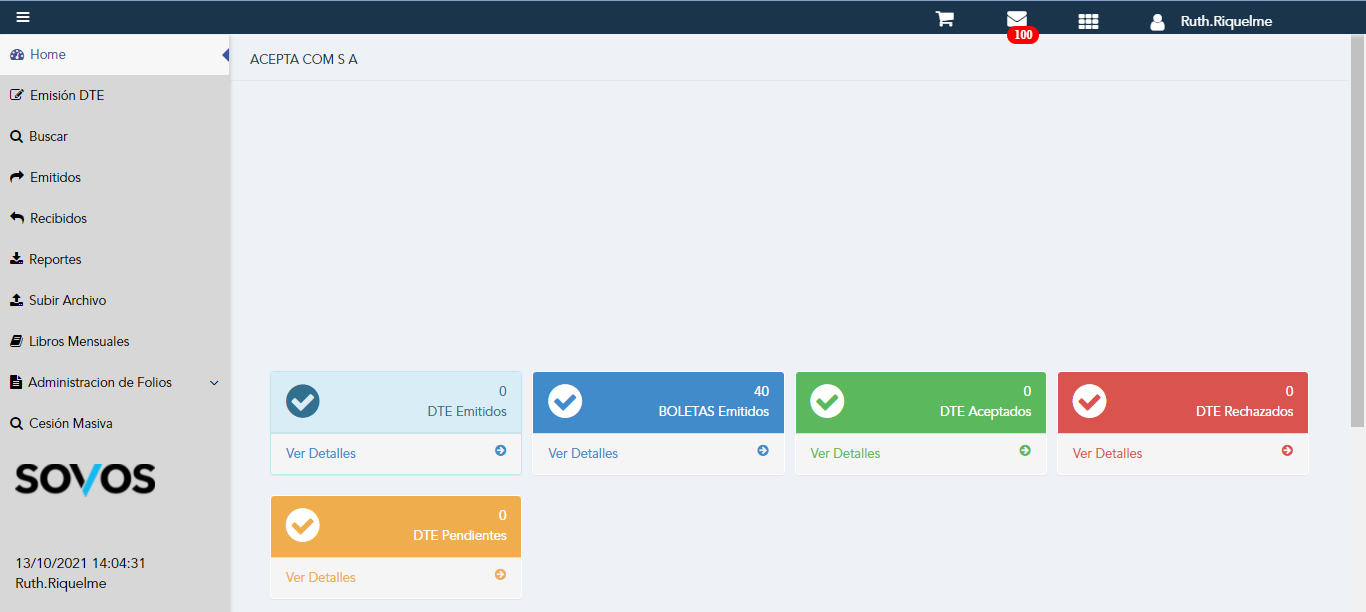 Ruth.Riquelme
100
Home
ACEPTA COM S A
Emisión DTE
Buscar
Emitidos
Recibidos
Reportes
Subir Archivo
Libros Mensuales
Administracion de Folios
Cesión Masiva
SOVOS
13/10/2021 14:04:31
Ruth.Riquelme
0
DTE Emitidos
Ver Detalles
40
BOLETAS Emitidos
Ver Detalles
0
DTE Aceptados
Ver Detalles
0
DTE Rechazados
Ver Detalles
0
DTE Pendientes
Ver Detalles